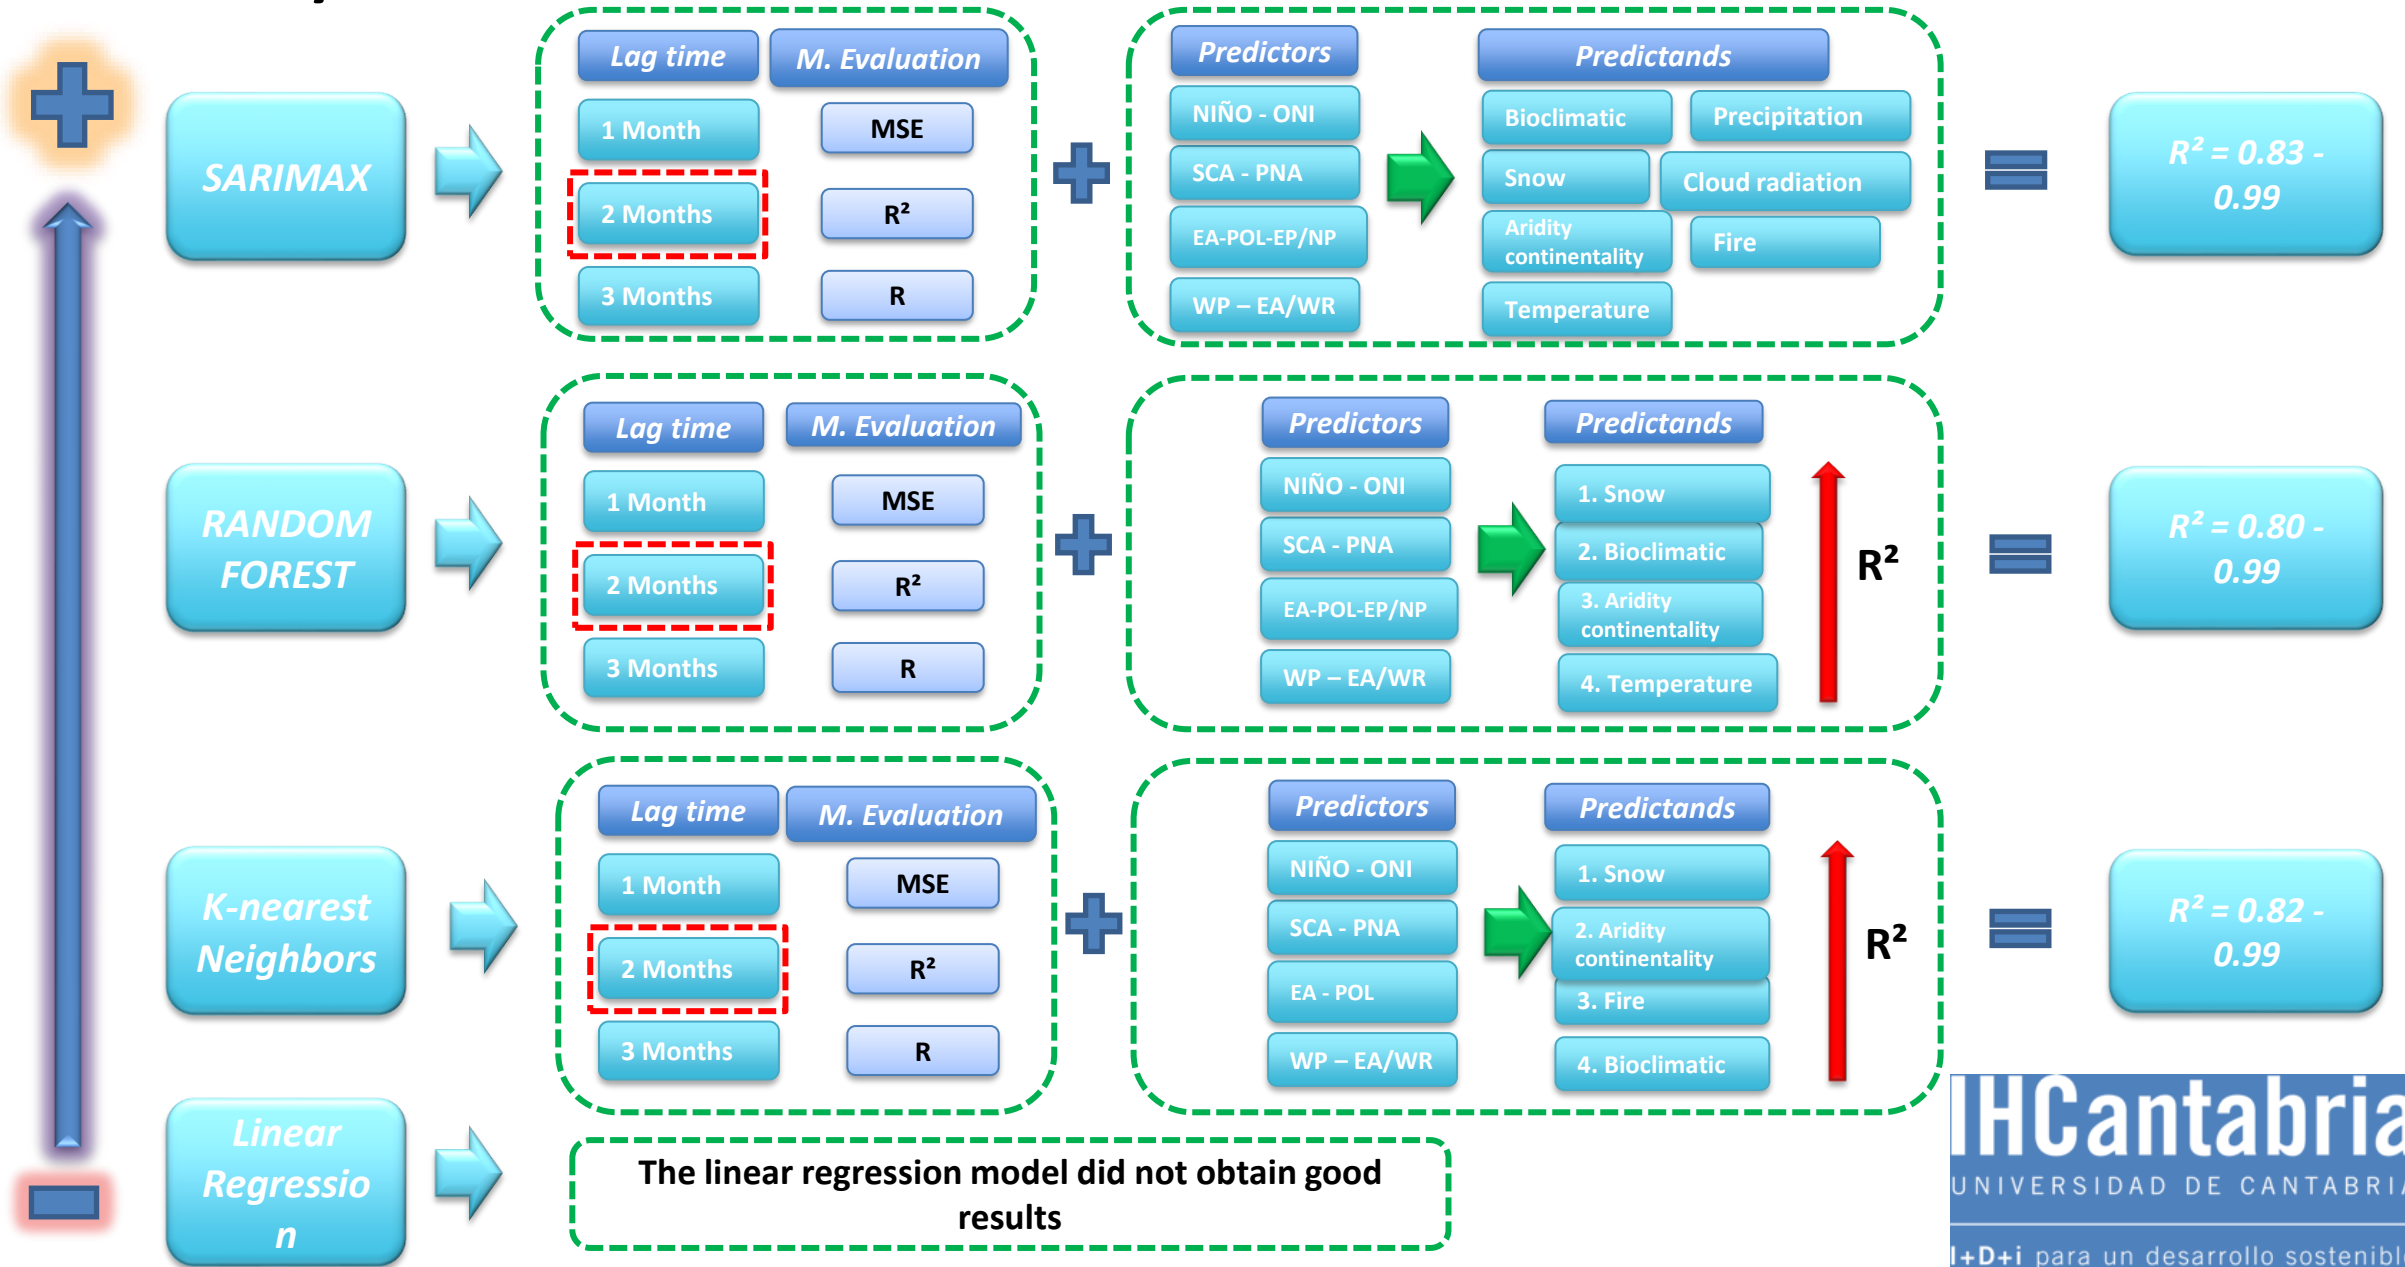 SARIMAX
Lag time
M. Evaluation
1 Month
MSE
2 Months
R²
3 Months
R
Predictors
Predictands
NIÑO - ONI
SCA - PNA
EA-POL-EP/NP
WP – EA/WR
Bioclimatic
Precipitation
Snow
Cloud radiation
Aridity
continentality
Fire
Temperature
R² = 0.83 -
0.99
RANDOM
FOREST
Lag time
M. Evaluation
1 Month
MSE
2 Months
R²
3 Months
R
Predictors
Predictands
NIÑO - ONI
SCA - PNA
EA-POL-EP/NP
WP – EA/WR
1. Snow
2. Bioclimatic
3. Aridity
continentality
4. Temperature
R²
R² = 0.80 -
0.99
K-nearest
Neighbors
Lag time
M. Evaluation
1 Month
MSE
2 Months
R²
3 Months
R
Predictors
Predictands
NIÑO - ONI
SCA - PNA
EA - POL
WP – EA/WR
1. Snow
2. Aridity
continentality
3. Fire
4. Bioclimatic
R²
R² = 0.82 -
0.99
Linear
Regressio
n
The linear regression model did not obtain good
results
IHCantabria
UNIVERSIDAD DE CANTABRIA
I+D+i para un desarrollo sostenible